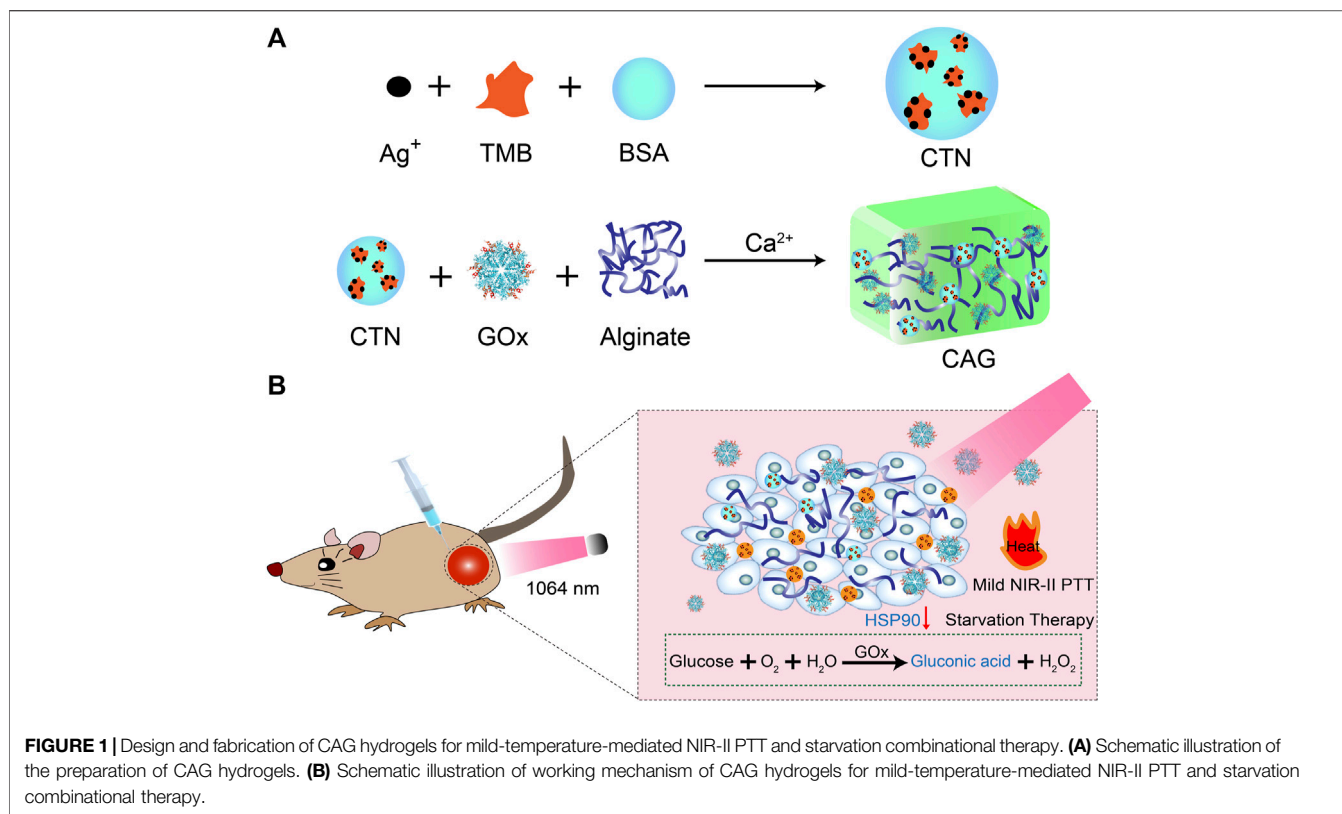 A
Ag⁺ + TMB + BSA → CTN
CTN + GOx + Alginate Ca²⁺ → CAG
B
1064 nm
Heat
Mild NIR-II PTT
HSP90↓ Starvation Therapy
GOx
Glucose + O₂ + H₂O → Gluconic acid + H₂O₂
FIGURE 1 | Design and fabrication of CAG hydrogels for mild-temperature-mediated NIR-II PTT and starvation combinational therapy. (A) Schematic illustration of
the preparation of CAG hydrogels. (B) Schematic illustration of working mechanism of CAG hydrogels for mild-temperature-mediated NIR-II PTT and starvation
combinational therapy.